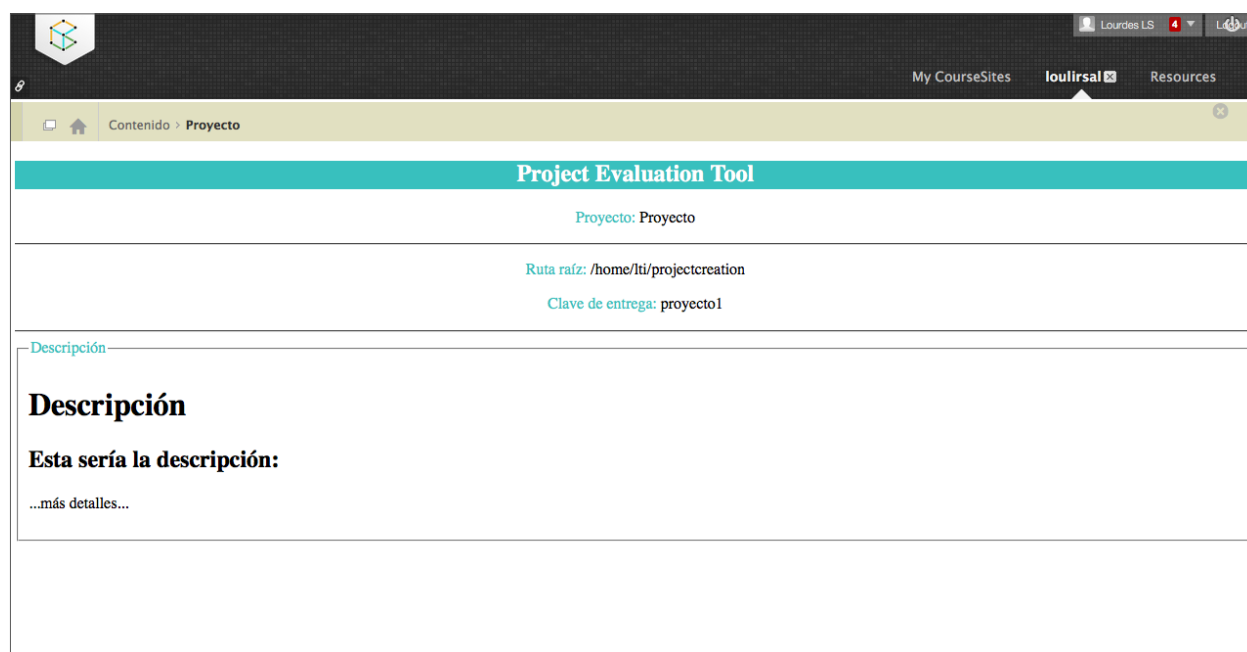 Lourdes LS 4 Logout
My CourseSites loulirsal Resources
Contenido > Proyecto
Project Evaluation Tool
Proyecto: Proyecto
Ruta raíz: /home/lti/projectcreation
Clave de entrega: proyecto1
Descripción
Descripción
Esta sería la descripción:
...más detalles...